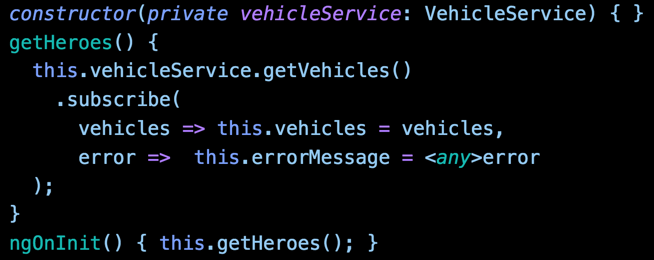 constructor(private vehicleService: VehicleService) { }
getHeroes() {
  this.vehicleService.getVehicles()
    .subscribe(
      vehicles => this.vehicles = vehicles,
      error =>  this.errorMessage = <any>error
  );
}
ngOnInit() { this.getHeroes(); }